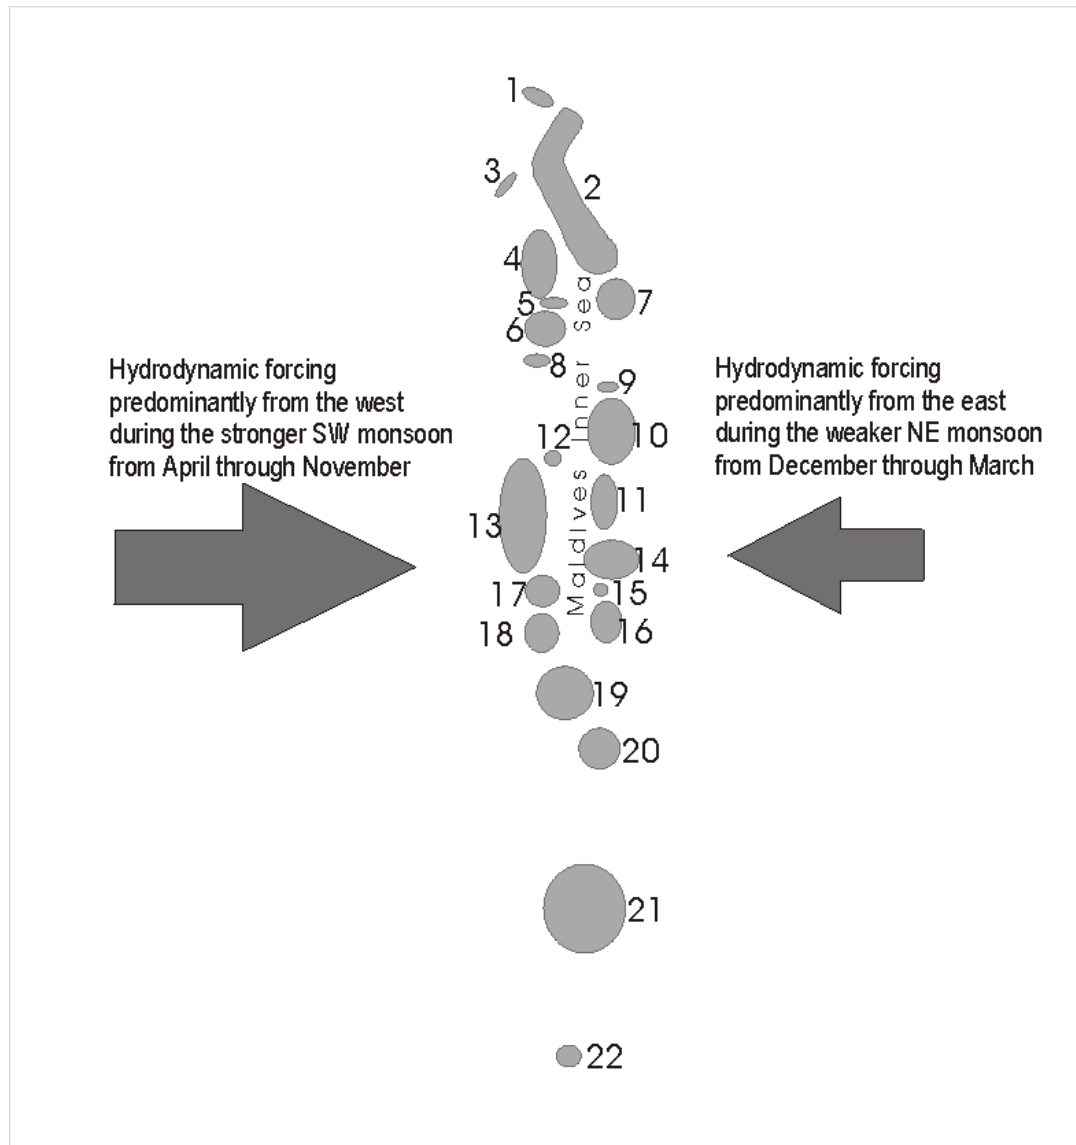 1
3
2
4
5
7
6
8
9
12
10
11
13
14
17
15
18
16
19
20
21
22
Maldives Inner Sea
Hydrodynamic forcing
predominantly from the west
during the stronger SW monsoon
from April through November
Hydrodynamic forcing
predominantly from the east
during the weaker NE monsoon
from December through March